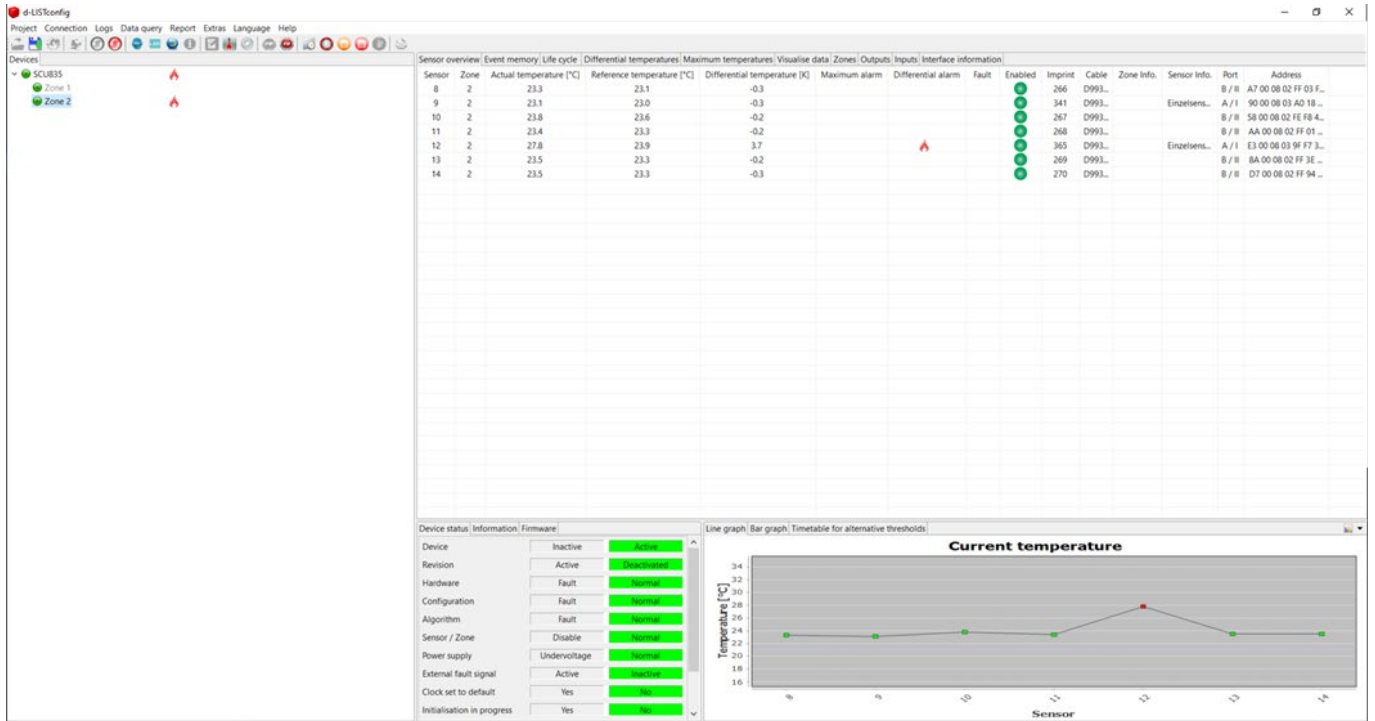 d-LISTconfig
Project Connection Logs Data query Report Extras Language Help
Devices
SCU835
Zone 1
Zone 2
Sensor overview Event memory Life cycle Differential temperatures Maximum temperatures Visualise data Zones Outputs Inputs Interface information
Sensor Zone Actual temperature [°C] Reference temperature [°C] Differential temperature [K] Maximum alarm Differential alarm Fault Enabled Imprint Cable Zone Info. Sensor Info. Port Address
8 2 23.3 23.1 -0.3 266 D993... B / II A7 00 08 02 FF 03 F...
9 2 23.1 23.0 -0.3 341 D993... Einzelsens... A / I 90 00 08 03 A0 18 ...
10 2 23.8 23.6 -0.2 267 D993... B / II 58 00 08 02 FE F8 4...
11 2 23.4 23.3 -0.2 268 D993... B / II AA 00 08 02 FF 01 ...
12 2 27.8 23.9 3.7 365 D993... Einzelsens... A / I E3 00 08 03 9F F7 3...
13 2 23.5 23.3 -0.2 269 D993... B / II 8A 00 08 02 FF 3E ...
14 2 23.5 23.3 -0.3 270 D993... B / II D7 00 08 02 FF 94 ...
Device status Information Firmware
Device Inactive Active
Revision Active Deactivated
Hardware Fault Normal
Configuration Fault Normal
Algorithm Fault Normal
Sensor / Zone Disable Normal
Power supply Undervoltage Normal
External fault signal Active Inactive
Clock set to default Yes No
Initialisation in progress Yes No
Line graph Bar graph Timetable for alternative thresholds
Current temperature
Temperature [°C]
34
32
30
28
26
24
22
20
18
16
8 9 10 11 12 13 14
Sensor